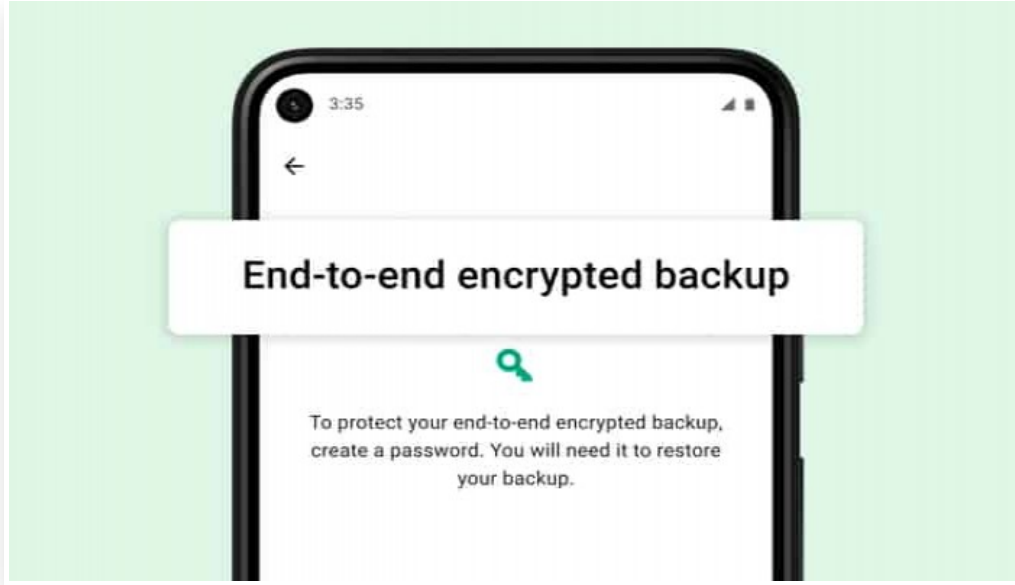 3:35
End-to-end encrypted backup
To protect your end-to-end encrypted backup,
create a password. You will need it to restore
your backup.